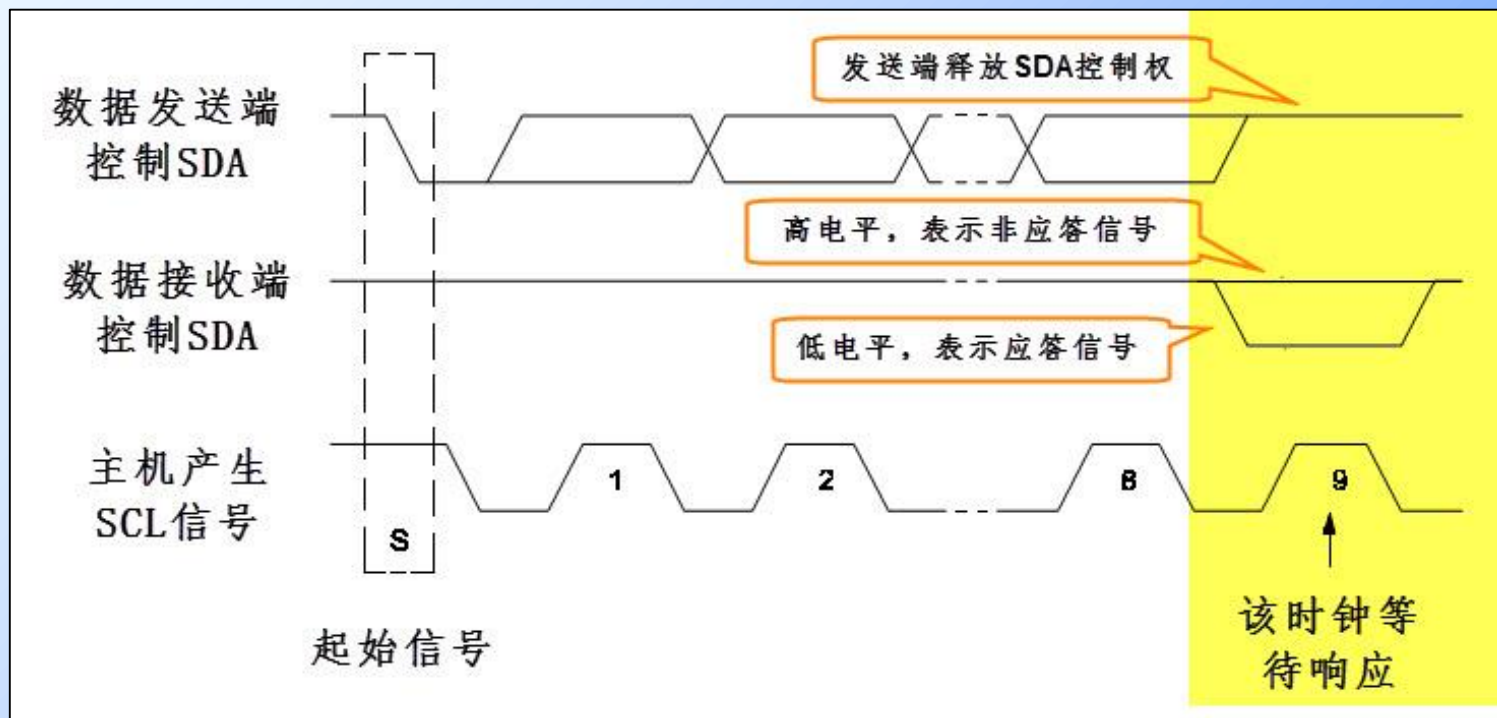 发送端释放SDA控制权
数据发送端
控制SDA
高电平，表示非应答信号
数据接收端
控制SDA
低电平，表示应答信号
主机产生
SCL信号
S
1
2
8
9
起始信号
该时钟等
待响应